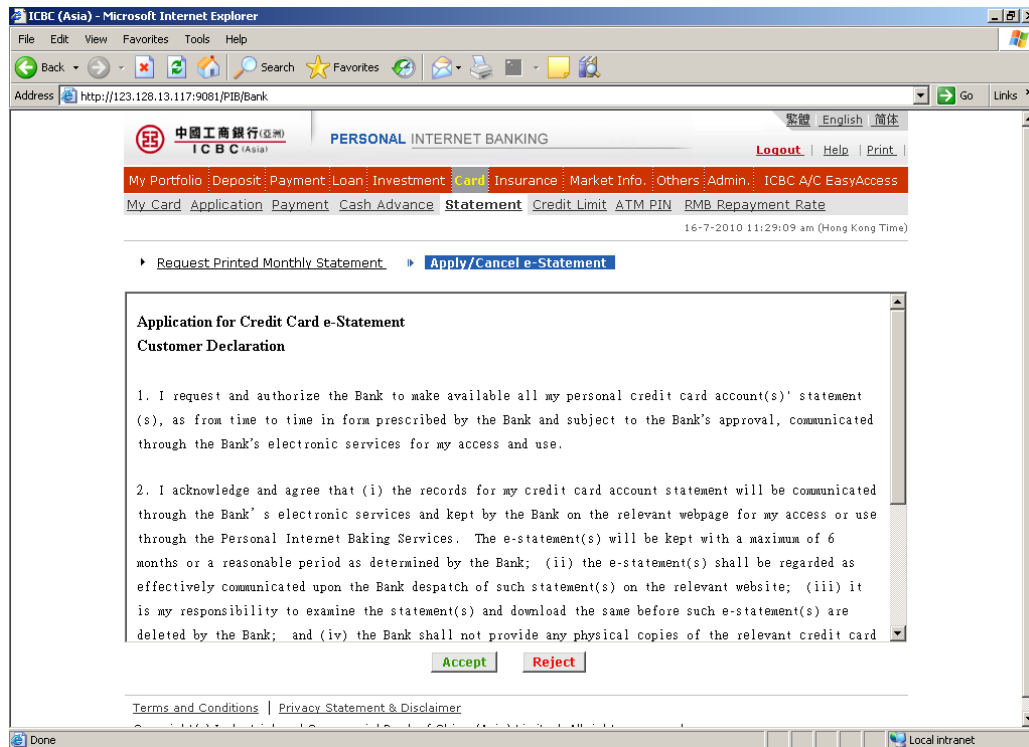 ICBC (Asia) - Microsoft Internet Explorer
File Edit View Favorites Tools Help
Back Search Favorites
Address http://123.128.13.117:9081/PIB/Bank Go Links
中國工商銀行(亞洲)
ICBC (Asia)
PERSONAL INTERNET BANKING
繁體 English 简体
Logout | Help | Print |
My Portfolio Deposit Payment Loan Investment Card Insurance Market Info. Others Admin. ICBC A/C EasyAccess
My Card Application Payment Cash Advance Statement Credit Limit ATM PIN RMB Repayment Rate
16-7-2010 11:29:09 am (Hong Kong Time)
Request Printed Monthly Statement Apply/Cancel e-Statement
Application for Credit Card e-Statement
Customer Declaration
1. I request and authorize the Bank to make available all my personal credit card account(s)' statement
(s), as from time to time in form prescribed by the Bank and subject to the Bank's approval, communicated
through the Bank's electronic services for my access and use.
2. I acknowledge and agree that (i) the records for my credit card account statement will be communicated
through the Bank' s electronic services and kept by the Bank on the relevant webpage for my access or use
through the Personal Internet Baking Services. The e-statement(s) will be kept with a maximum of 6
months or a reasonable period as determined by the Bank; (ii) the e-statement(s) shall be regarded as
effectively communicated upon the Bank despatch of such statement(s) on the relevant website; (iii) it
is my responsibility to examine the statement(s) and download the same before such e-statement(s) are
deleted by the Bank; and (iv) the Bank shall not provide any physical copies of the relevant credit card
Accept Reject
Terms and Conditions | Privacy Statement & Disclaimer
Done Local intranet